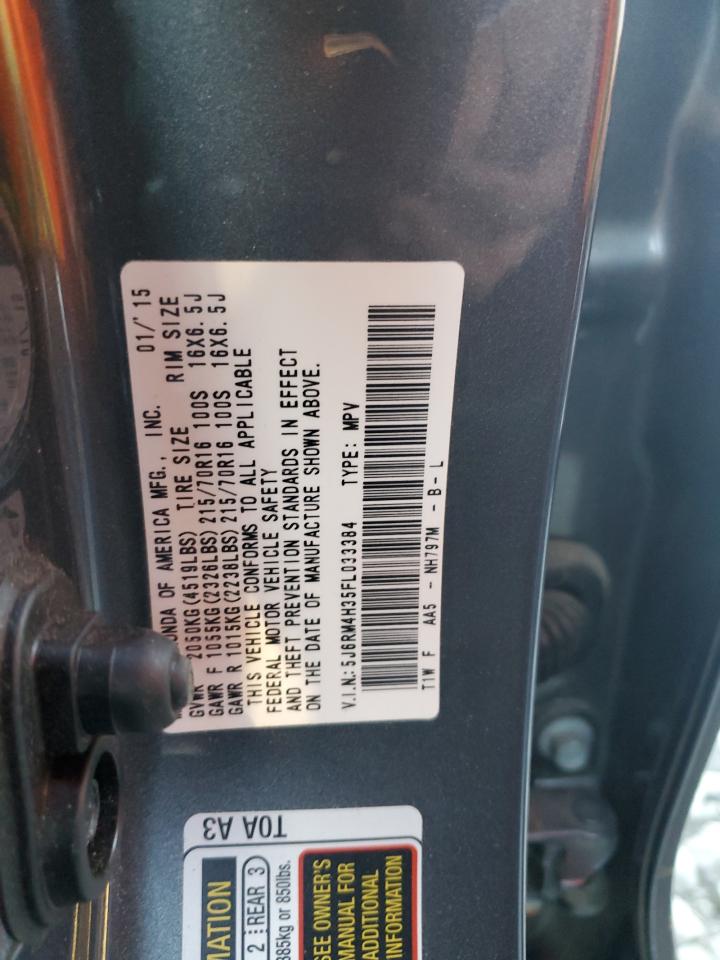 ONDA OF AMERICA MFG., INC. 01/'15
GVWR 2050KG(4519LBS) TIRE SIZE RIM SIZE
GAWR F 1055KG(2326LBS) 215/70R16 100S 16X6.5J
GAWR R 1015KG(2238LBS) 215/70R16 100S 16X6.5J
THIS VEHICLE CONFORMS TO ALL APPLICABLE
FEDERAL MOTOR VEHICLE SAFETY
AND THEFT PREVENTION STANDARDS IN EFFECT
ON THE DATE OF MANUFACTURE SHOWN ABOVE.
V.I.N.: 5J6RM4H35FL033384 TYPE: MPV
T1W F AA5 - NH797M - B - L
T0A A3
MATION
2 REAR 3
385kg or 850lbs.
SEE OWNER'S
MANUAL FOR
ADDITIONAL
INFORMATION